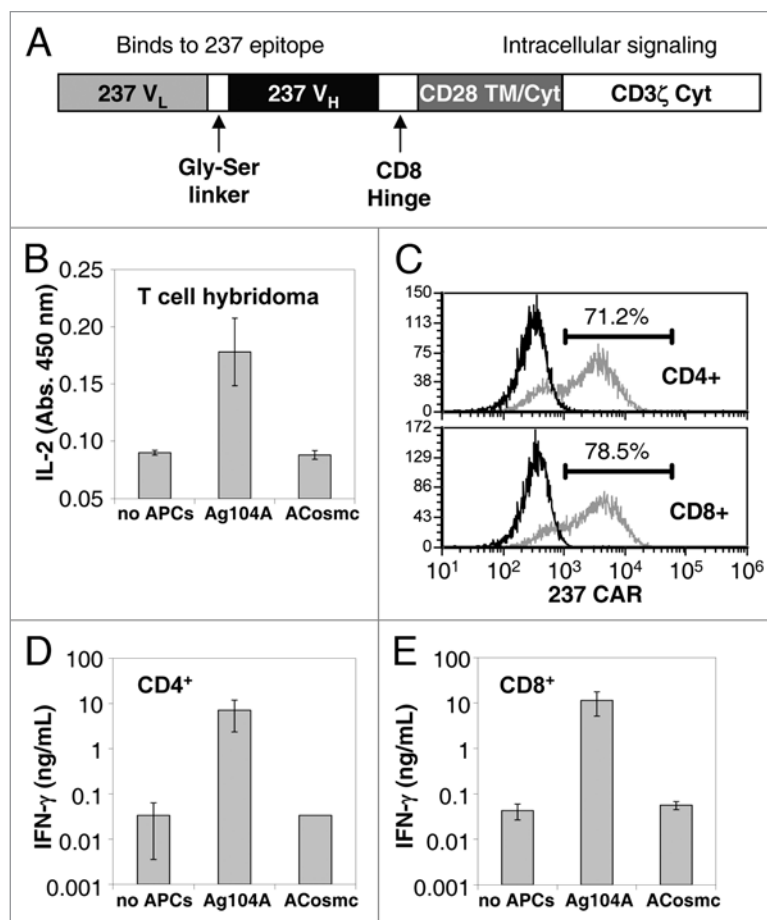 A
Binds to 237 epitope
Intracellular signaling
237 V_L
237 V_H
CD28 TM/Cyt
CD3ζ Cyt
Gly-Ser
linker
CD8
Hinge
B
T cell hybridoma
IL-2 (Abs. 450 nm)
0.25
0.20
0.15
0.10
0.05
no APCs Ag104A ACosmc
C
150
113
75
38
0
71.2%
CD4+
172
129
86
43
0
78.5%
CD8+
10¹ 10² 10³ 10⁴ 10⁵ 10⁶
237 CAR
D
CD4⁺
IFN-γ (ng/mL)
100
10
1
0.1
0.01
0.001
no APCs Ag104A ACosmc
E
CD8⁺
IFN-γ (ng/mL)
100
10
1
0.1
0.01
0.001
no APCs Ag104A ACosmc